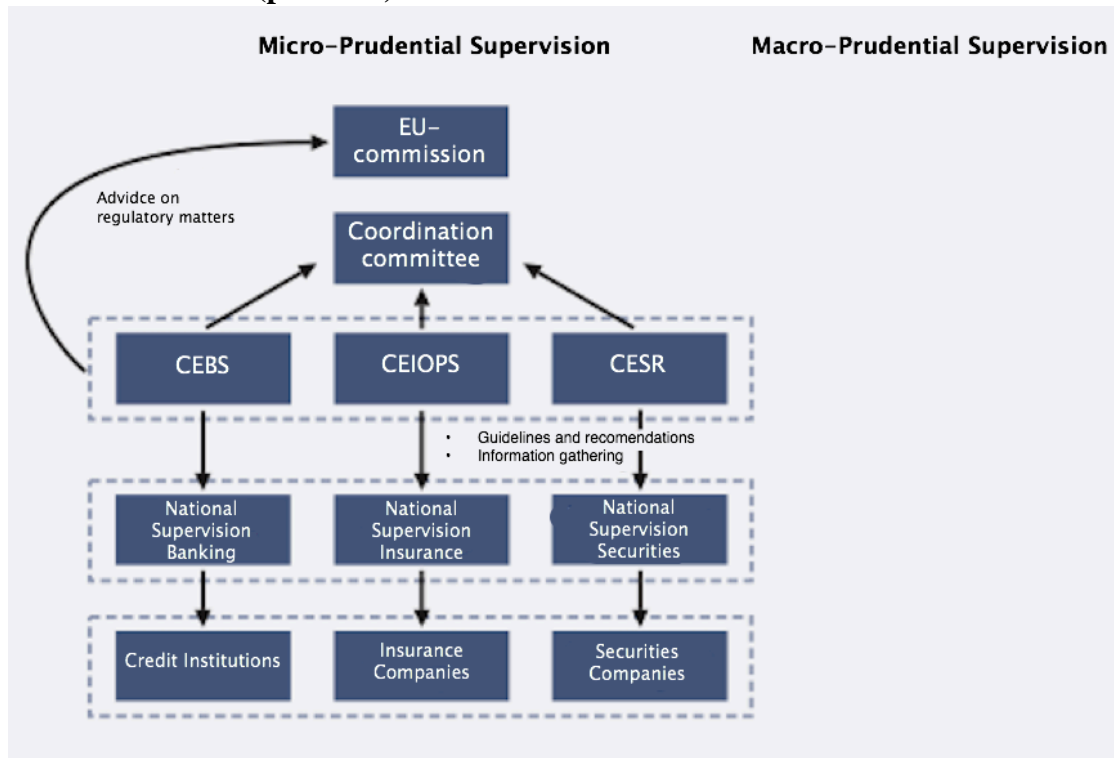 Micro-Prudential Supervision
Macro-Prudential Supervision
EU-
commission
Advidce on
regulatory matters
Coordination
committee
CEBS
CEIOPS
CESR
• Guidelines and recomendations
• Information gathering
National
Supervision
Banking
National
Supervision
Insurance
National
Supervision
Securities
Credit Institutions
Insurance
Companies
Securities
Companies